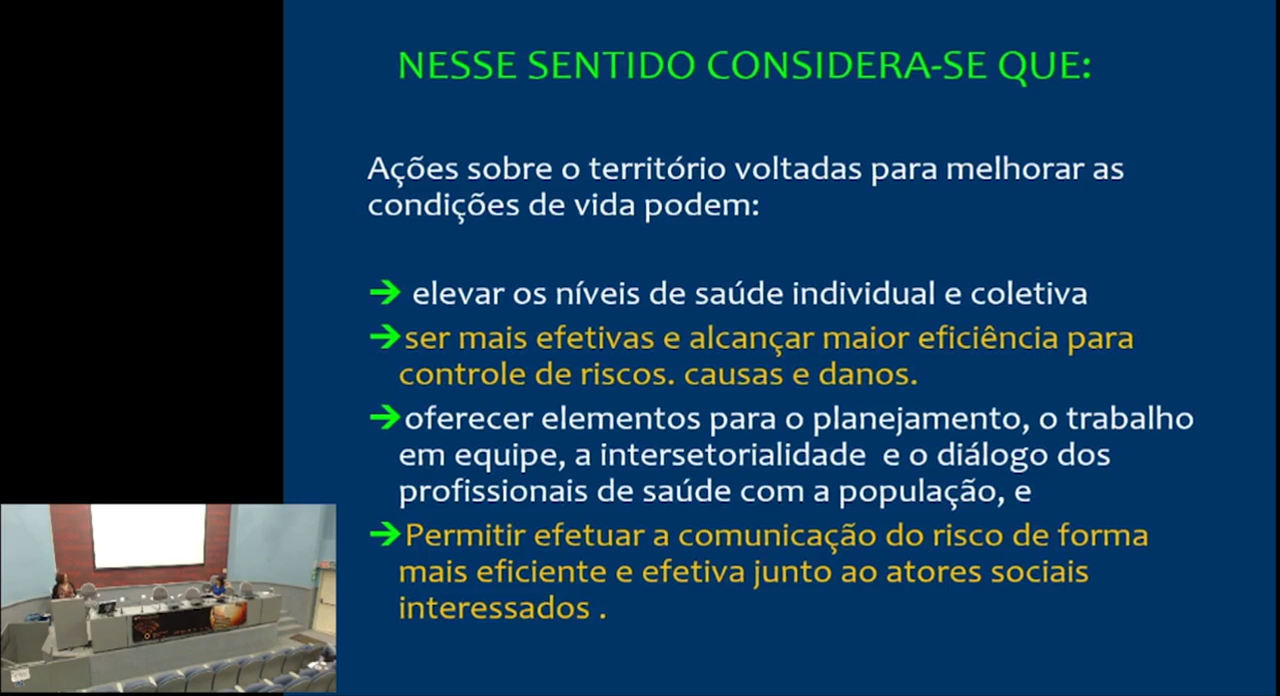 NESSE SENTIDO CONSIDERA-SE QUE:
Ações sobre o território voltadas para melhorar as
condições de vida podem:
➔ elevar os níveis de saúde individual e coletiva
➔ser mais efetivas e alcançar maior eficiência para
controle de riscos. causas e danos.
➔oferecer elementos para o planejamento, o trabalho
em equipe, a intersetorialidade e o diálogo dos
profissionais de saúde com a população, e
➔Permitir efetuar a comunicação do risco de forma
mais eficiente e efetiva junto ao atores sociais
interessados .